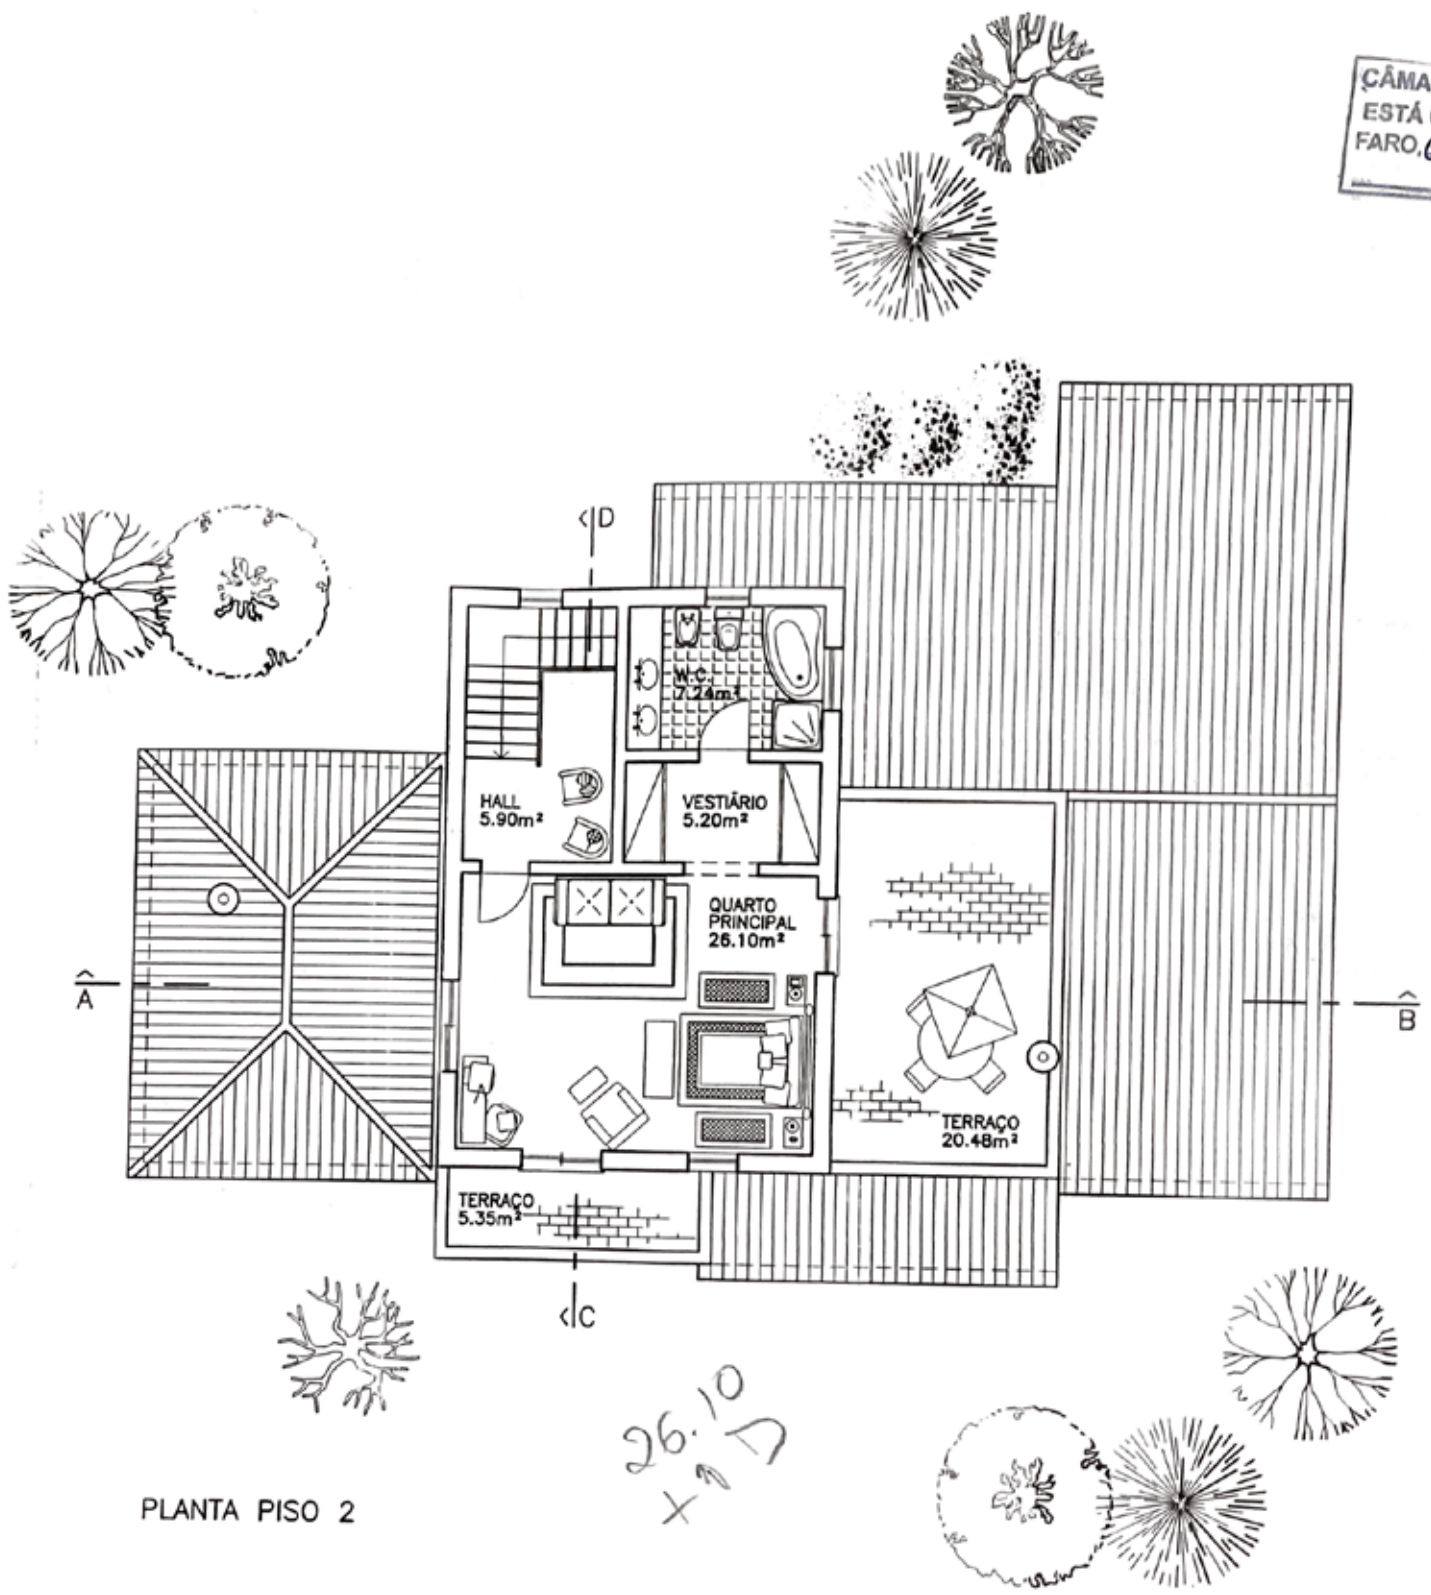 CÂMA
ESTÁ
FARO,
<D
W.C.
7.24m²
HALL
5.90m²
VESTIÁRIO
5.20m²
QUARTO
PRINCIPAL
26.10m²
A
B
TERRAÇO
20.48m²
TERRAÇO
5.35m²
<C
26.10
PLANTA PISO 2